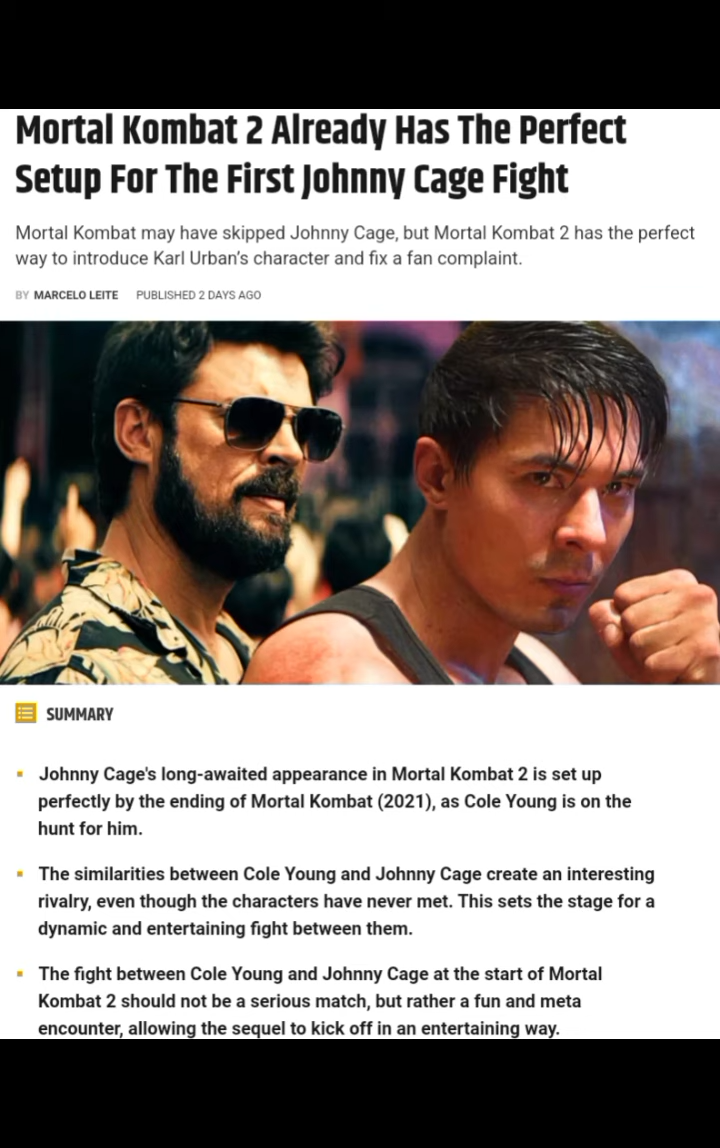 Mortal Kombat 2 Already Has The Perfect
Setup For The First Johnny Cage Fight
Mortal Kombat may have skipped Johnny Cage, but Mortal Kombat 2 has the perfect
way to introduce Karl Urban's character and fix a fan complaint.
BY MARCELO LEITE PUBLISHED 2 DAYS AGO
SUMMARY
Johnny Cage's long-awaited appearance in Mortal Kombat 2 is set up
perfectly by the ending of Mortal Kombat (2021), as Cole Young is on the
hunt for him.
The similarities between Cole Young and Johnny Cage create an interesting
rivalry, even though the characters have never met. This sets the stage for a
dynamic and entertaining fight between them.
The fight between Cole Young and Johnny Cage at the start of Mortal
Kombat 2 should not be a serious match, but rather a fun and meta
encounter, allowing the sequel to kick off in an entertaining way.